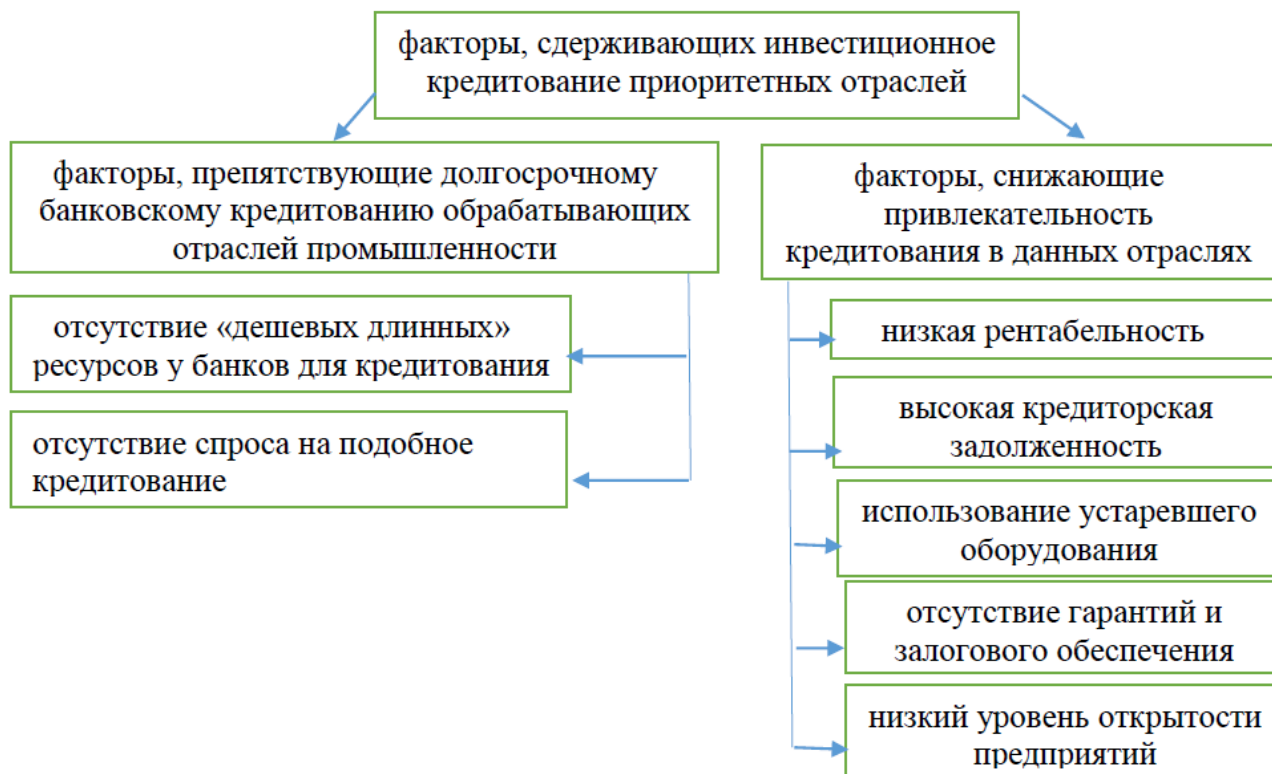 факторы, сдерживающих инвестиционное
кредитование приоритетных отраслей
факторы, препятствующие долгосрочному
банковскому кредитованию обрабатывающих
отраслей промышленности
отсутствие «дешевых длинных»
ресурсов у банков для кредитования
отсутствие спроса на подобное
кредитование
факторы, снижающие
привлекательность
кредитования в данных отраслях
низкая рентабельность
высокая кредиторская
задолженность
использование устаревшего
оборудования
отсутствие гарантий и
залогового обеспечения
низкий уровень открытости
предприятий